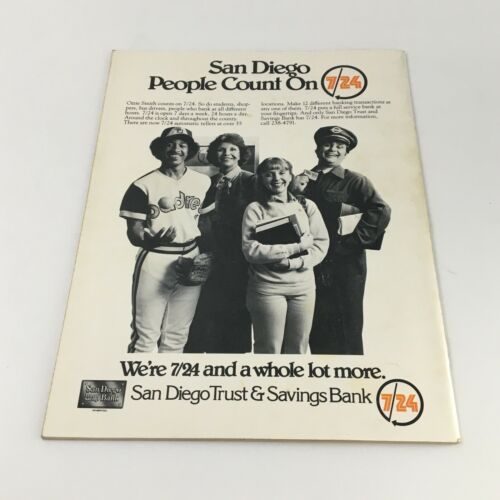 San Diego
People Count On 7/24
Ozzie Smith counts on 7/24. So do students, shop-
pers, bus drivers, people who bank at all different
hours. 7/24 is open 7 days a week, 24 hours a day...
Around the clock and throughout the county.
There are now 7/24 automatic tellers at over 35
locations. Make 12 different banking transactions at
any one of them. 7/24 puts a full service bank at
your fingertips. And only San Diego Trust and
Savings Bank has 7/24. For more information,
call 238-4791.
padres
We're 7/24 and a whole lot more.
San Diego
Trust Bank
San Diego Trust & Savings Bank 7/24